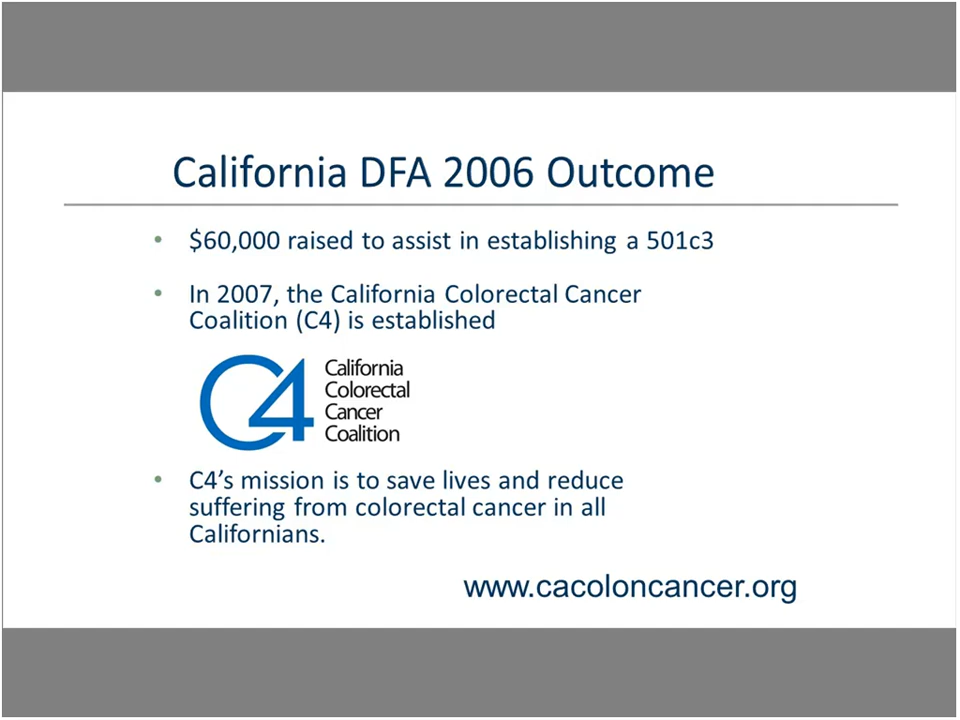 California DFA 2006 Outcome
• $60,000 raised to assist in establishing a 501c3
• In 2007, the California Colorectal Cancer
Coalition (C4) is established
C4
California
Colorectal
Cancer
Coalition
• C4’s mission is to save lives and reduce
suffering from colorectal cancer in all
Californians.
www.cacoloncancer.org